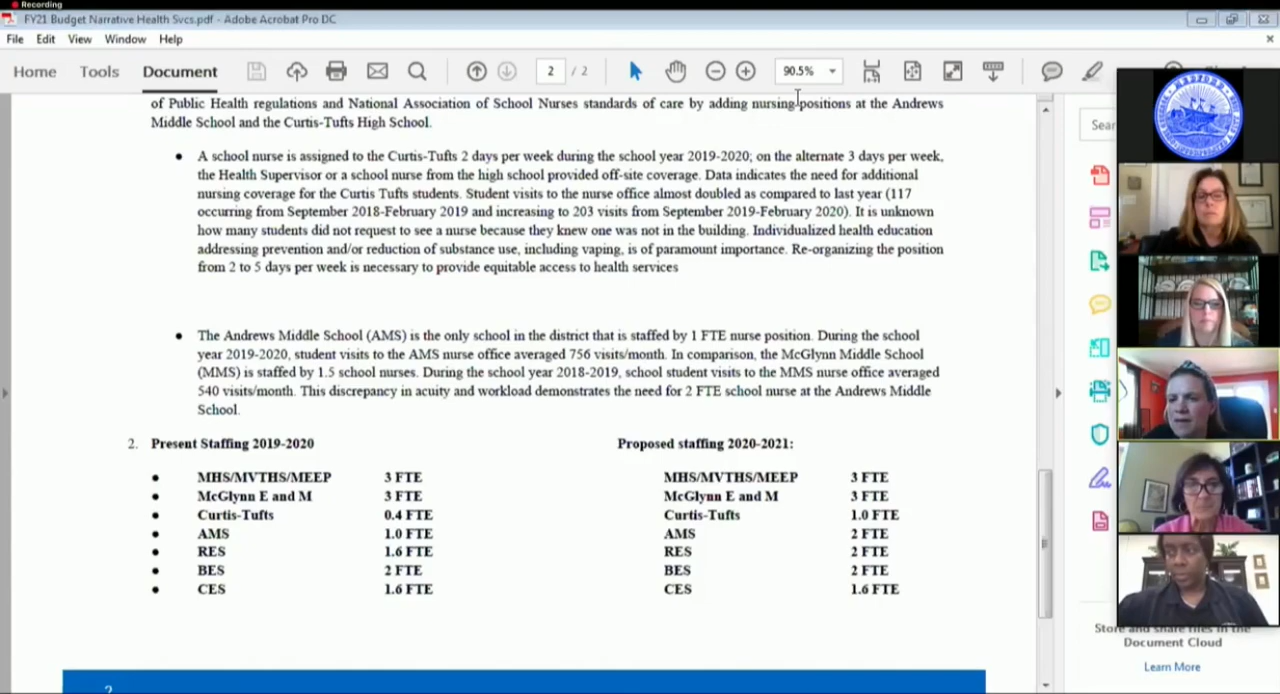 Recording
FY21 Budget Narrative Health Svcs.pdf - Adobe Acrobat Pro DC
File Edit View Window Help
Home Tools Document 2 / 2 90.5%
of Public Health regulations and National Association of School Nurses standards of care by adding nursing positions at the Andrews
Middle School and the Curtis-Tufts High School.
• A school nurse is assigned to the Curtis-Tufts 2 days per week during the school year 2019-2020; on the alternate 3 days per week,
the Health Supervisor or a school nurse from the high school provided off-site coverage. Data indicates the need for additional
nursing coverage for the Curtis Tufts students. Student visits to the nurse office almost doubled as compared to last year (117
occurring from September 2018-February 2019 and increasing to 203 visits from September 2019-February 2020). It is unknown
how many students did not request to see a nurse because they knew one was not in the building. Individualized health education
addressing prevention and/or reduction of substance use, including vaping, is of paramount importance. Re-organizing the position
from 2 to 5 days per week is necessary to provide equitable access to health services
• The Andrews Middle School (AMS) is the only school in the district that is staffed by 1 FTE nurse position. During the school
year 2019-2020, student visits to the AMS nurse office averaged 756 visits/month. In comparison, the McGlynn Middle School
(MMS) is staffed by 1.5 school nurses. During the school year 2018-2019, school student visits to the MMS nurse office averaged
540 visits/month. This discrepancy in acuity and workload demonstrates the need for 2 FTE school nurse at the Andrews Middle
School.
2. Present Staffing 2019-2020 Proposed staffing 2020-2021:
• MHS/MVTHS/MEEP 3 FTE MHS/MVTHS/MEEP 3 FTE
• McGlynn E and M 3 FTE McGlynn E and M 3 FTE
• Curtis-Tufts 0.4 FTE Curtis-Tufts 1.0 FTE
• AMS 1.0 FTE AMS 2 FTE
• RES 1.6 FTE RES 2 FTE
• BES 2 FTE BES 2 FTE
• CES 1.6 FTE CES 1.6 FTE
2
Sear
MEDFORD
Store and share files in the
Document Cloud
Learn More